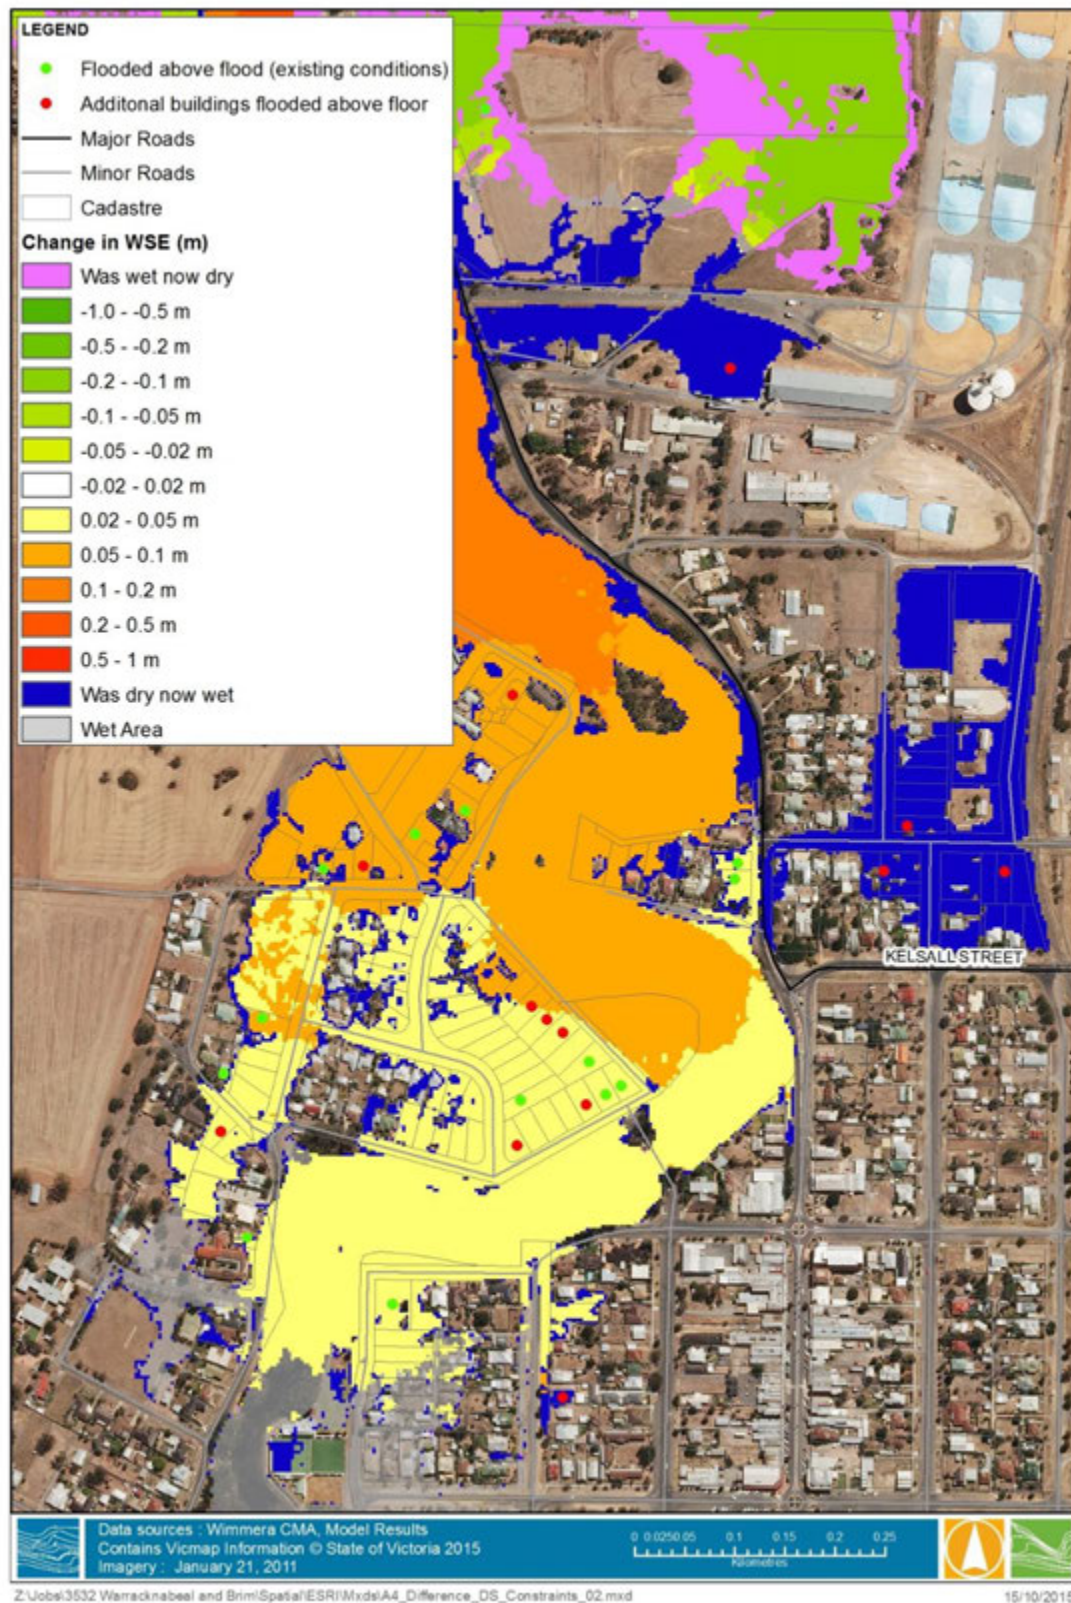 LEGEND
Flooded above flood (existing conditions)
Additonal buildings flooded above floor
Major Roads
Minor Roads
Cadastre
Change in WSE (m)
Was wet now dry
-1.0 - -0.5 m
-0.5 - -0.2 m
-0.2 - -0.1 m
-0.1 - -0.05 m
-0.05 - -0.02 m
-0.02 - 0.02 m
0.02 - 0.05 m
0.05 - 0.1 m
0.1 - 0.2 m
0.2 - 0.5 m
0.5 - 1 m
Was dry now wet
Wet Area
KELSALL STREET
Data sources : Wimmera CMA, Model Results
Contains Vicmap Information © State of Victoria 2015
Imagery : January 21, 2011
0 0.0250.05 0.1 0.15 0.2 0.25
Kilometres
Z:\Jobs\3532 Warracknabeal and Brim\Spatial\ESRI\Mxds\A4_Difference_DS_Constraints_02.mxd
15/10/2015